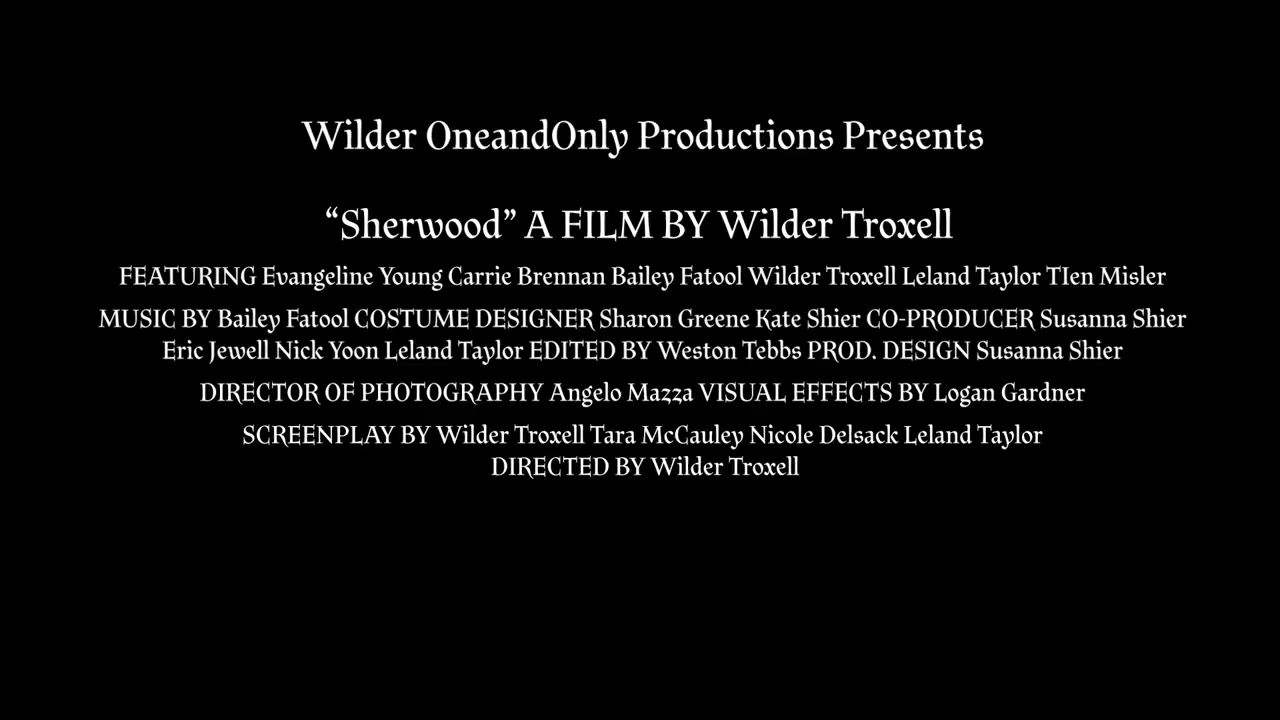 Wilder OneandOnly Productions Presents
“Sherwood” A FILM BY Wilder Troxell
FEATURING Evangeline Young Carrie Brennan Bailey Fatool Wilder Troxell Leland Taylor TIen Misler
MUSIC BY Bailey Fatool COSTUME DESIGNER Sharon Greene Kate Shier CO-PRODUCER Susanna Shier
Eric Jewell Nick Yoon Leland Taylor EDITED BY Weston Tebbs PROD. DESIGN Susanna Shier
DIRECTOR OF PHOTOGRAPHY Angelo Mazza VISUAL EFFECTS BY Logan Gardner
SCREENPLAY BY Wilder Troxell Tara McCauley Nicole Delsack Leland Taylor
DIRECTED BY Wilder Troxell